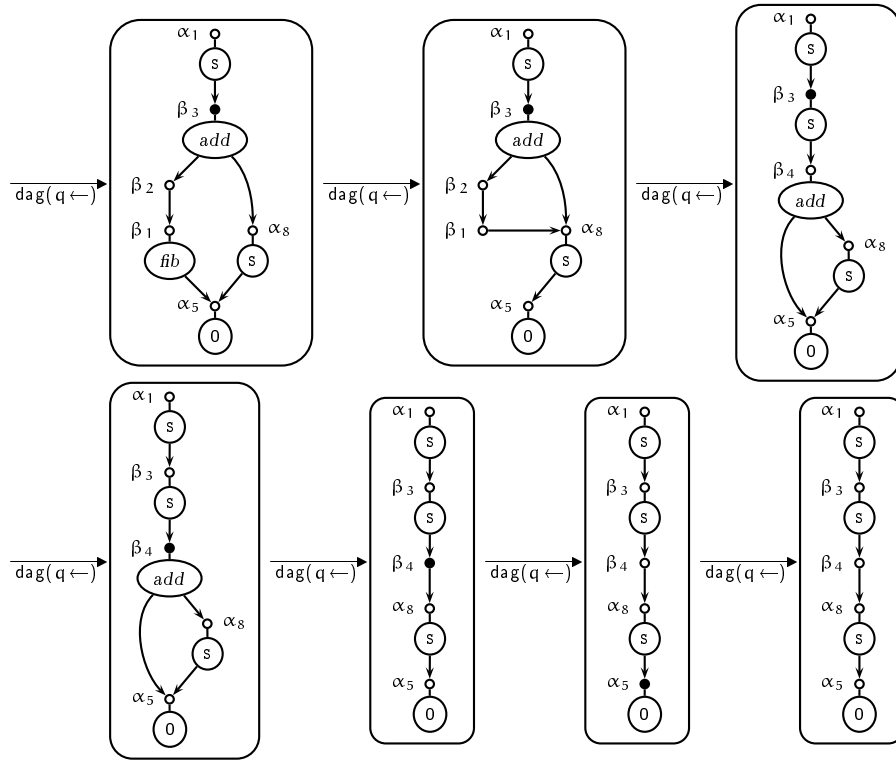 α₁
s
β₃
add
β₂
β₁
α₈
fib
s
α₅
0
dag(q←)
α₁
s
β₃
add
β₂
β₁
α₈
s
α₅
0
dag(q←)
α₁
s
β₃
s
β₄
add
α₈
s
α₅
0
dag(q←)
α₁
s
β₃
s
β₄
add
α₈
s
α₅
0
dag(q←)
α₁
s
β₃
s
β₄
α₈
s
α₅
0
dag(q←)
α₁
s
β₃
s
β₄
α₈
s
α₅
0
dag(q←)
α₁
s
β₃
s
β₄
α₈
s
α₅
0
dag(q←)